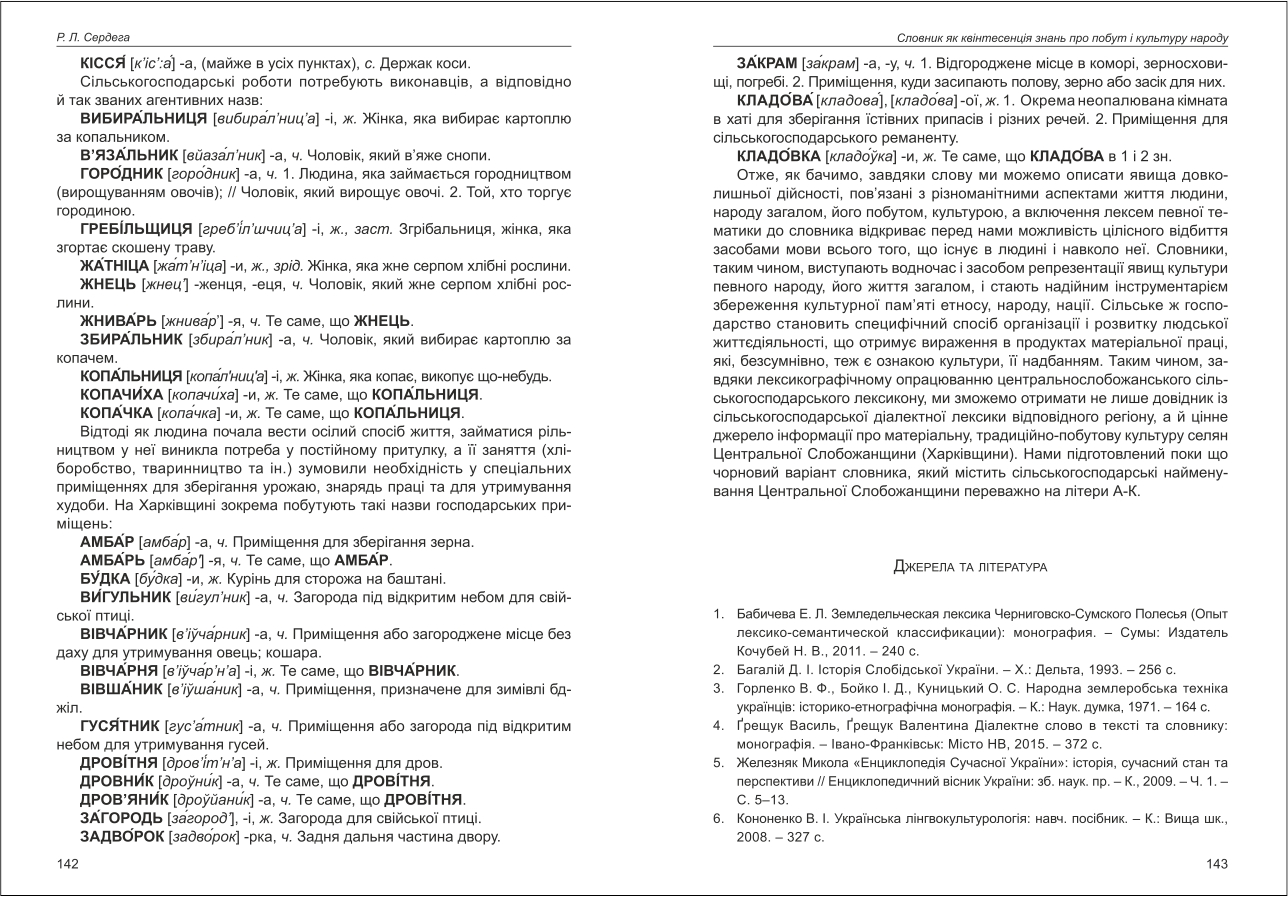 Р. Л. Сердега
КІССЯ́ [к’іс’:а́] -а, (майже в усіх пунктах), с. Держак коси.
Сільськогосподарські роботи потребують виконавців, а відповідно
й так званих агентивних назв:
ВИБИРА́ЛЬНИЦЯ [вибира́л’ниц’а] -і, ж. Жінка, яка вибирає картоплю
за копальником.
В’ЯЗА́ЛЬНИК [вйаза́л’ник] -а, ч. Чоловік, який в’яже снопи.
ГОРО́ДНИК [горо́дник] -а, ч. 1. Людина, яка займається городництвом
(вирощуванням овочів); // Чоловік, який вирощує овочі. 2. Той, хто торгує
городиною.
ГРЕБІ́ЛЬЩИЦЯ [греб’і́л’шчиц’а] -і, ж., заст. Згрібальниця, жінка, яка
згортає скошену траву.
ЖА́ТНІЦА [жа́т’н’іца] -и, ж., зрід. Жінка, яка жне серпом хлібні рослини.
ЖНЕЦЬ [жнец’] -женця, -еця, ч. Чоловік, який жне серпом хлібні рос-
лини.
ЖНИВА́РЬ [жнива́р’] -я, ч. Те саме, що ЖНЕЦЬ.
ЗБИРА́ЛЬНИК [збира́л’ник] -а, ч. Чоловік, який вибирає картоплю за
копачем.
КОПА́ЛЬНИЦЯ [копа́л’ниц’а] -і, ж. Жінка, яка копає, викопує що-небудь.
КОПАЧИ́ХА [копачи́ха] -и, ж. Те саме, що КОПА́ЛЬНИЦЯ.
КОПА́ЧКА [копа́чка] -и, ж. Те саме, що КОПА́ЛЬНИЦЯ.
Відтоді як людина почала вести осілий спосіб життя, займатися ріль-
ництвом у неї виникла потреба у постійному притулку, а її заняття (хлі-
боробство, тваринництво та ін.) зумовили необхідність у спеціальних
приміщеннях для зберігання урожаю, знарядь праці та для утримування
худоби. На Харківщині зокрема побутують такі назви господарських при-
міщень:
АМБА́Р [амба́р] -а, ч. Приміщення для зберігання зерна.
АМБА́РЬ [амба́р’] -я, ч. Те саме, що АМБА́Р.
БУ́ДКА [бу́дка] -и, ж. Курінь для сторожа на баштані.
ВИ́ГУЛЬНИК [ви́гул’ник] -а, ч. Загорода під відкритим небом для свій-
ської птиці.
ВІВЧА́РНИК [в’іўча́рник] -а, ч. Приміщення або загороджене місце без
даху для утримування овець; кошара.
ВІВЧА́РНЯ [в’іўча́р’н’а] -і, ж. Те саме, що ВІВЧА́РНИК.
ВІВША́НИК [в’іўша́ник] -а, ч. Приміщення, призначене для зимівлі бд-
жіл.
ГУСЯ́ТНИК [гус’а́тник] -а, ч. Приміщення або загорода під відкритим
небом для утримування гусей.
ДРОВІ́ТНЯ [дров’і́т’н’а] -і, ж. Приміщення для дров.
ДРОВНИ́К [дроўни́к] -а, ч. Те саме, що ДРОВІ́ТНЯ.
ДРОВ’ЯНИ́К [дроўйани́к] -а, ч. Те саме, що ДРОВІ́ТНЯ.
ЗА́ГОРОДЬ [за́город’], -і, ж. Загорода для свійської птиці.
ЗАДВО́РОК [задво́рок] -рка, ч. Задня дальня частина двору.
142
Словник як квінтесенція знань про побут і культуру народу
ЗА́КРАМ [за́крам] -а, -у, ч. 1. Відгороджене місце в коморі, зерносхови-
щі, погребі. 2. Приміщення, куди засипають полову, зерно або засік для них.
КЛАДО́ВА́ [кладова́], [кладо́ва] -ої, ж. 1. Окрема неопалювана кімната
в хаті для зберігання їстівних припасів і різних речей. 2. Приміщення для
сільськогосподарського реманенту.
КЛАДО́ВКА [кладо́ўка] -и, ж. Те саме, що КЛАДО́ВА в 1 і 2 зн.
Отже, як бачимо, завдяки слову ми можемо описати явища довко-
лишньої дійсності, пов’язані з різноманітними аспектами життя людини,
народу загалом, його побутом, культурою, а включення лексем певної те-
матики до словника відкриває перед нами можливість цілісного відбиття
засобами мови всього того, що існує в людині і навколо неї. Словники,
таким чином, виступають водночас і засобом репрезентації явищ культури
певного народу, його життя загалом, і стають надійним інструментарієм
збереження культурної пам’яті етносу, народу, нації. Сільське ж госпо-
дарство становить специфічний спосіб організації і розвитку людської
життєдіяльності, що отримує вираження в продуктах матеріальної праці,
які, безсумнівно, теж є ознакою культури, її надбанням. Таким чином, за-
вдяки лексикографічному опрацюванню центральнослобожанського сіль-
ськогосподарського лексикону, ми зможемо отримати не лише довідник із
сільськогосподарської діалектної лексики відповідного регіону, а й цінне
джерело інформації про матеріальну, традиційно-побутову культуру селян
Центральної Слобожанщини (Харківщини). Нами підготовлений поки що
чорновий варіант словника, який містить сільськогосподарські наймену-
вання Центральної Слобожанщини переважно на літери А-К.
Джерела та література
1. Бабичева Е. Л. Земледельческая лексика Черниговско-Сумского Полесья (Опыт
лексико-семантической классификации): монография. – Сумы: Издатель
Кочубей Н. В., 2011. – 240 с.
2. Багалій Д. І. Історія Слобідської України. – Х.: Дельта, 1993. – 256 с.
3. Горленко В. Ф., Бойко І. Д., Куницький О. С. Народна землеробська техніка
українців: історико-етнографічна монографія. – К.: Наук. думка, 1971. – 164 с.
4. Ґрещук Василь, Ґрещук Валентина Діалектне слово в тексті та словнику:
монографія. – Івано-Франківськ: Місто НВ, 2015. – 372 с.
5. Железняк Микола «Енциклопедія Сучасної України»: історія, сучасний стан та
перспективи // Енциклопедичний вісник України: зб. наук. пр. – К., 2009. – Ч. 1. –
С. 5–13.
6. Кононенко В. І. Українська лінгвокультурологія: навч. посібник. – К.: Вища шк.,
2008. – 327 с.
143